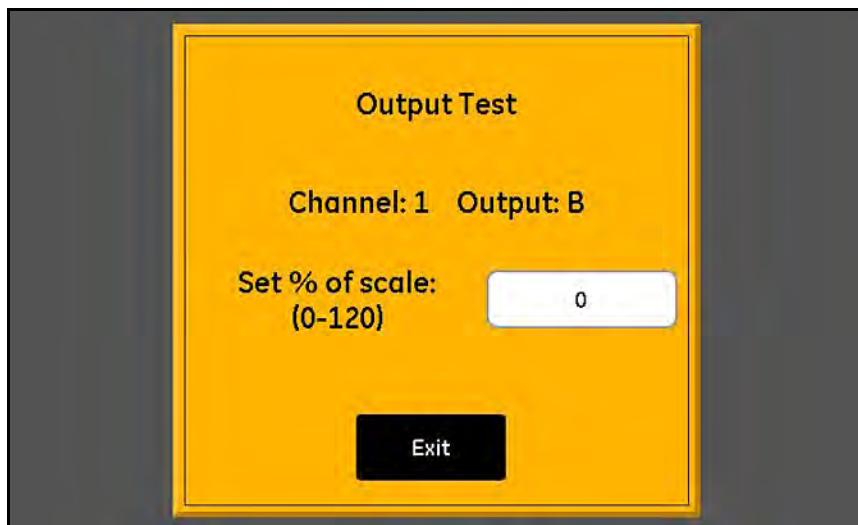 Output Test
Channel: 1 Output: B
Set % of scale:
(0-120)
0
Exit